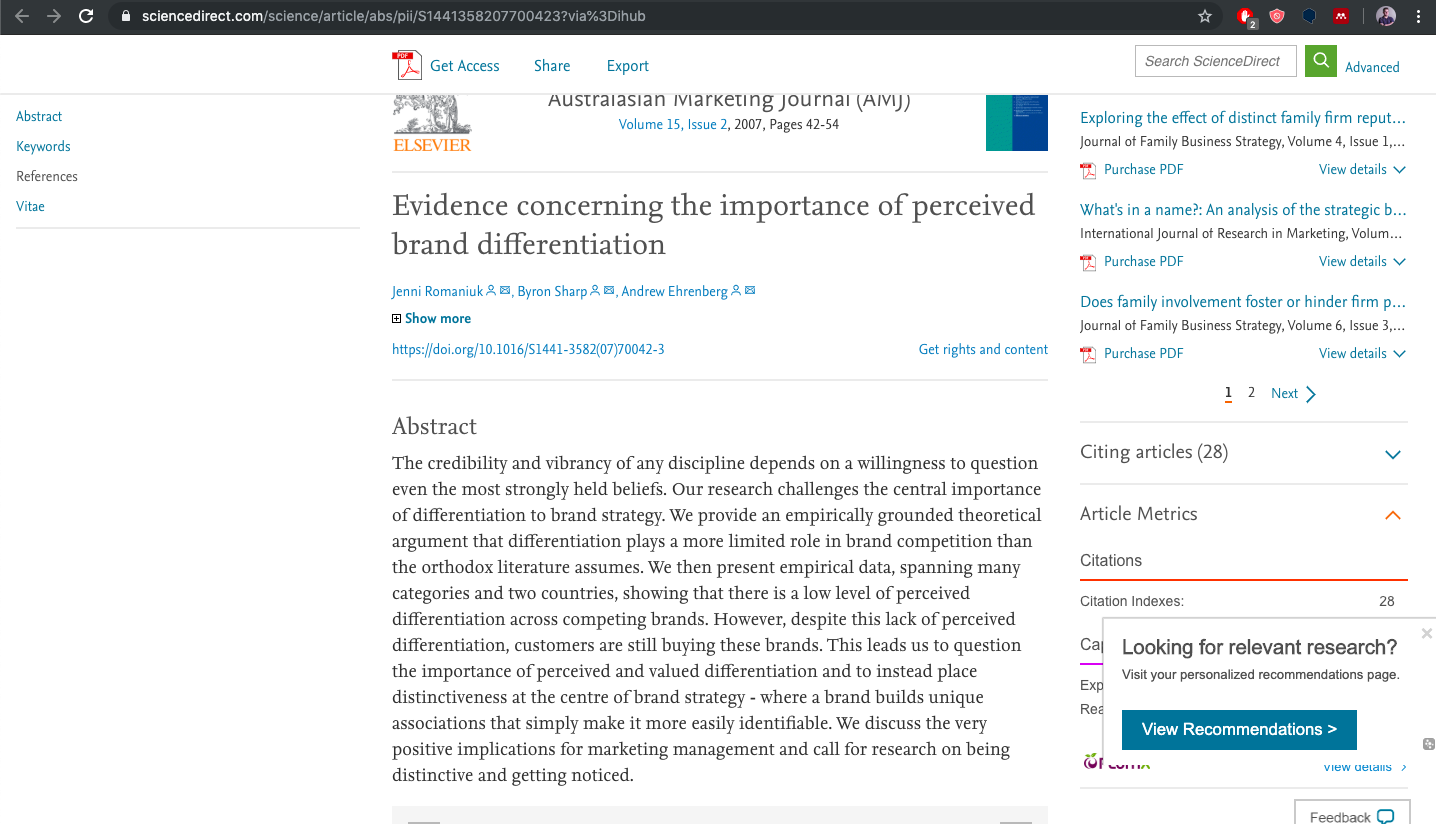 sciencedirect.com/science/article/abs/pii/S1441358207700423?via%3Dihub
2
PDF
Get Access
Share
Export
Search ScienceDirect
Advanced
Abstract
Keywords
References
Vitae
ELSEVIER
Australasian Marketing Journal (AMJ)
Volume 15, Issue 2, 2007, Pages 42-54
Evidence concerning the importance of perceived
brand differentiation
Jenni Romaniuk, Byron Sharp, Andrew Ehrenberg
Show more
https://doi.org/10.1016/S1441-3582(07)70042-3
Get rights and content
Abstract
The credibility and vibrancy of any discipline depends on a willingness to question
even the most strongly held beliefs. Our research challenges the central importance
of differentiation to brand strategy. We provide an empirically grounded theoretical
argument that differentiation plays a more limited role in brand competition than
the orthodox literature assumes. We then present empirical data, spanning many
categories and two countries, showing that there is a low level of perceived
differentiation across competing brands. However, despite this lack of perceived
differentiation, customers are still buying these brands. This leads us to question
the importance of perceived and valued differentiation and to instead place
distinctiveness at the centre of brand strategy - where a brand builds unique
associations that simply make it more easily identifiable. We discuss the very
positive implications for marketing management and call for research on being
distinctive and getting noticed.
Exploring the effect of distinct family firm reput...
Journal of Family Business Strategy, Volume 4, Issue 1,...
Purchase PDF
View details
What's in a name?: An analysis of the strategic b...
International Journal of Research in Marketing, Volum...
Purchase PDF
View details
Does family involvement foster or hinder firm p...
Journal of Family Business Strategy, Volume 6, Issue 3,...
Purchase PDF
View details
1 2 Next
Citing articles (28)
Article Metrics
Citations
Citation Indexes: 28
Cap
Exp
Rea
Looking for relevant research?
Visit your personalized recommendations page.
View Recommendations >
View details
Feedback